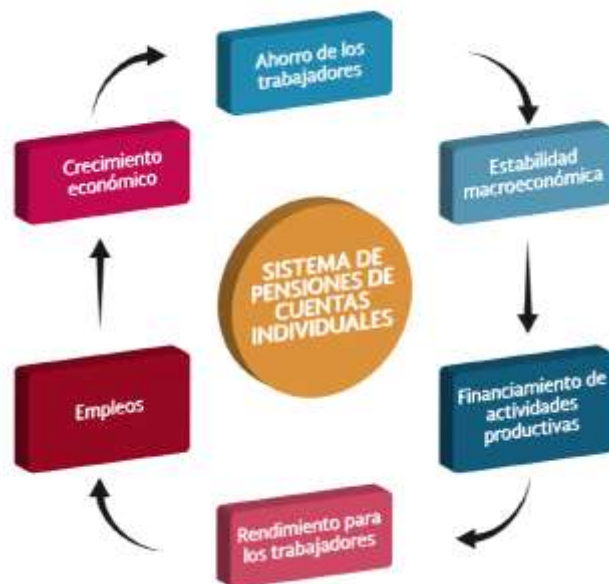 Ahorro de los
trabajadores
Estabilidad
macroeconómica
Financiamiento de
actividades
productivas
Rendimiento para
los trabajadores
Empleos
Crecimiento
económico
SISTEMA DE
PENSIONES DE
CUENTAS
INDIVIDUALES